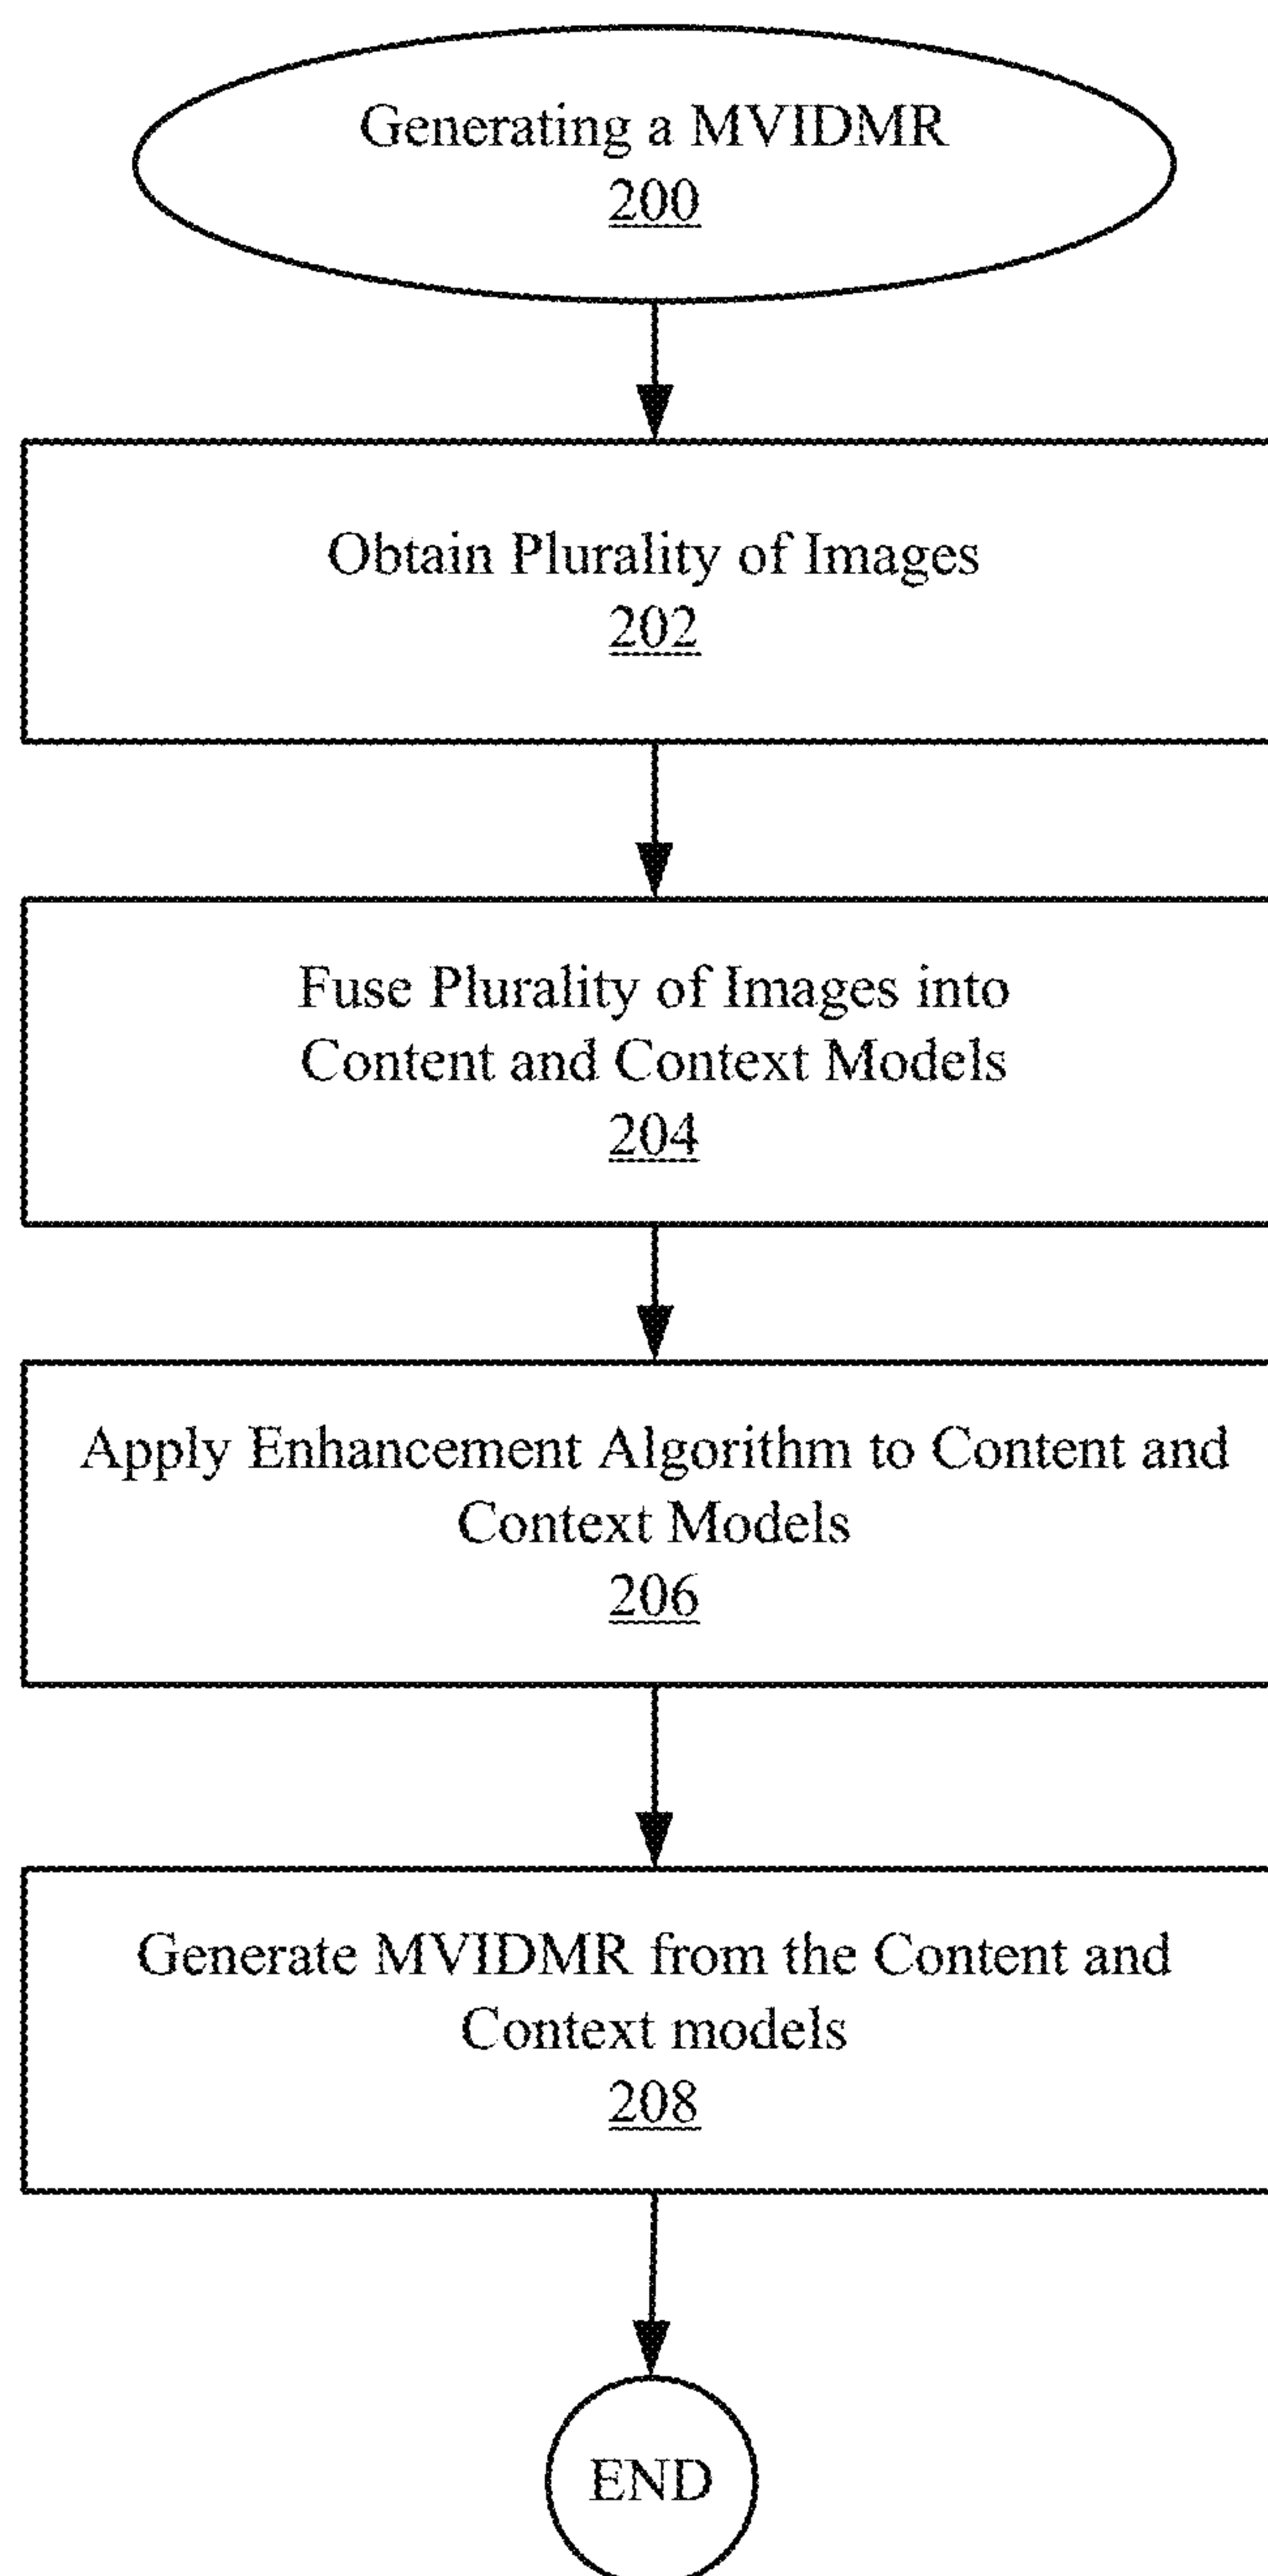 Generating a MVIDMR
200
Obtain Plurality of Images
202
Fuse Plurality of Images into
Content and Context Models
204
Apply Enhancement Algorithm to Content and
Context Models
206
Generate MVIDMR from the Content and
Context models
208
END